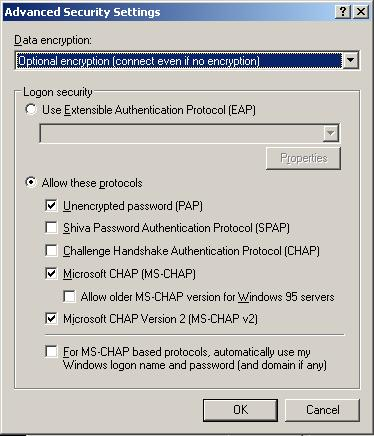 Advanced Security Settings
Data encryption:
Optional encryption (connect even if no encryption)
Logon security
Use Extensible Authentication Protocol (EAP)
Properties
Allow these protocols
Unencrypted password (PAP)
Shiva Password Authentication Protocol (SPAP)
Challenge Handshake Authentication Protocol (CHAP)
Microsoft CHAP (MS-CHAP)
Allow older MS-CHAP version for Windows 95 servers
Microsoft CHAP Version 2 (MS-CHAP v2)
For MS-CHAP based protocols, automatically use my
Windows logon name and password (and domain if any)
OK
Cancel